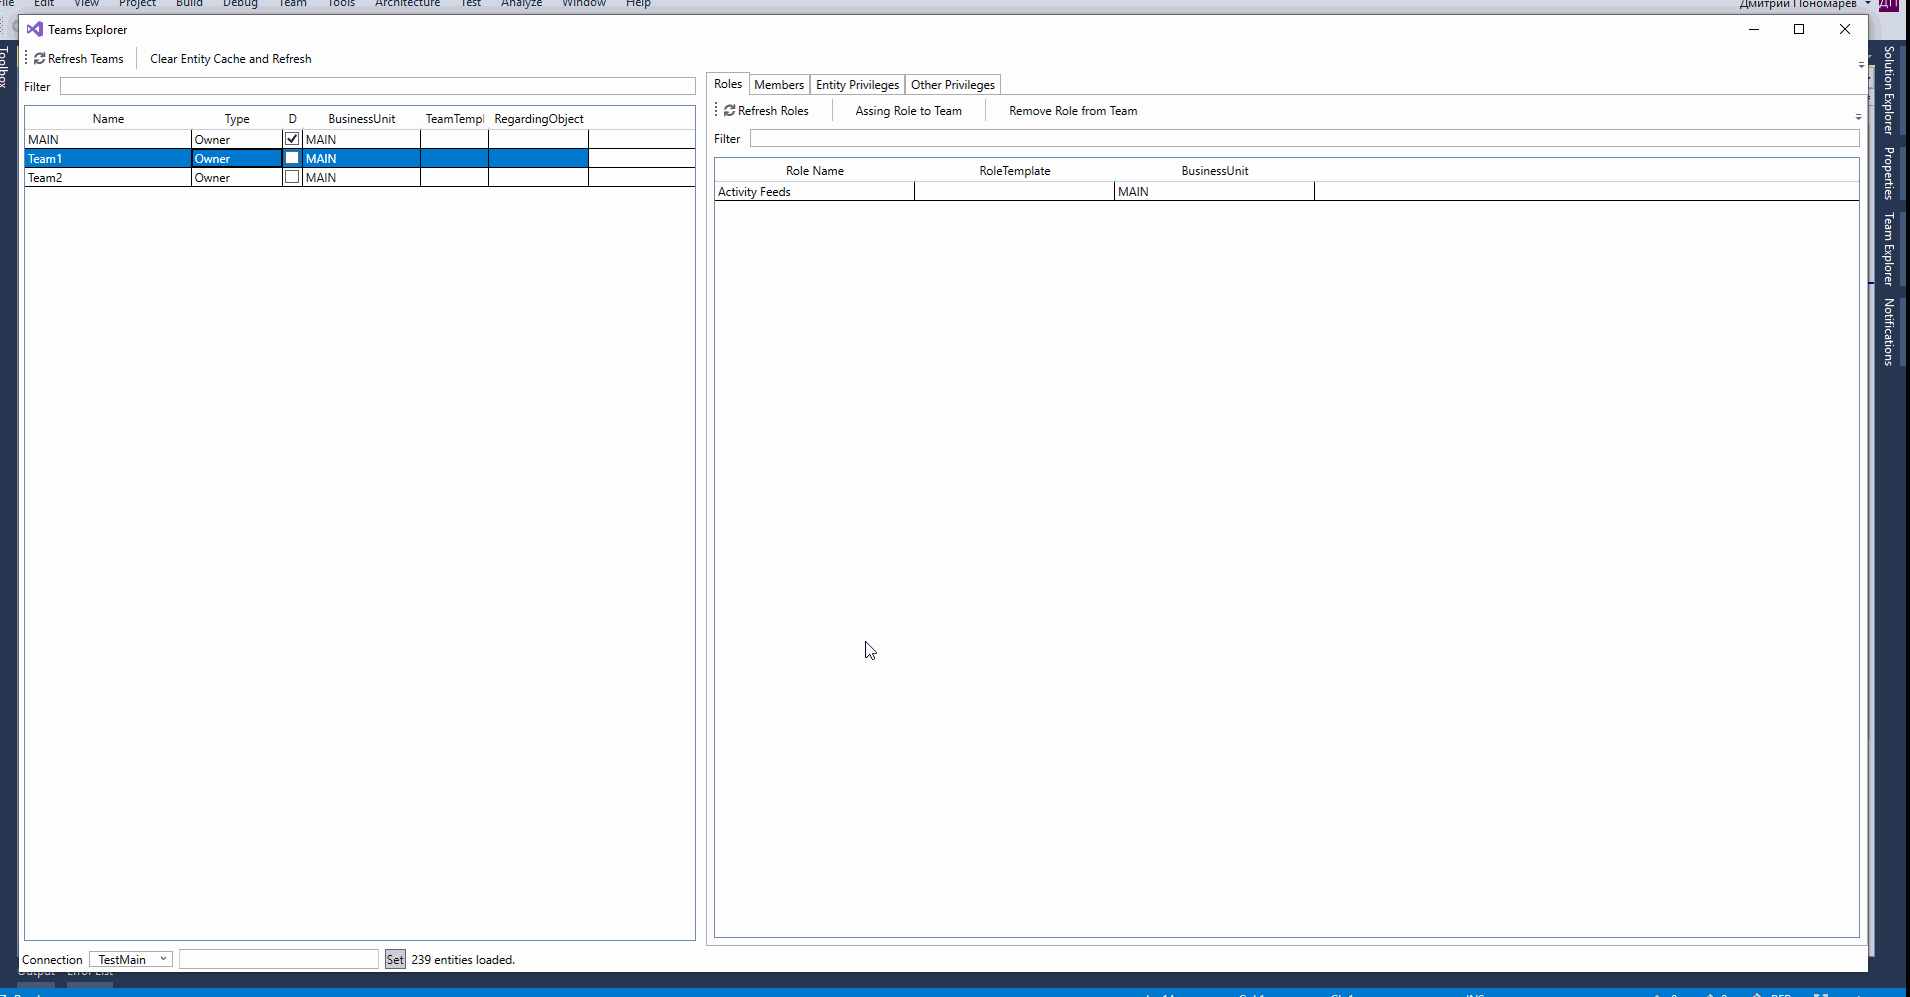 File Edit View Project Build Debug Team Tools Architecture Test Analyze Window Help
Дмитрий Пономарев ДП
Teams Explorer
Refresh Teams Clear Entity Cache and Refresh
Filter
Name Type D BusinessUnit TeamTempl RegardingObject
MAIN Owner MAIN
Team1 Owner MAIN
Team2 Owner MAIN
Roles Members Entity Privileges Other Privileges
Refresh Roles Assing Role to Team Remove Role from Team
Filter
Role Name RoleTemplate BusinessUnit
Activity Feeds MAIN
Connection TestMain Set 239 entities loaded.
Toolbox
Solution Explorer
Properties
Team Explorer
Notifications
Output Error List